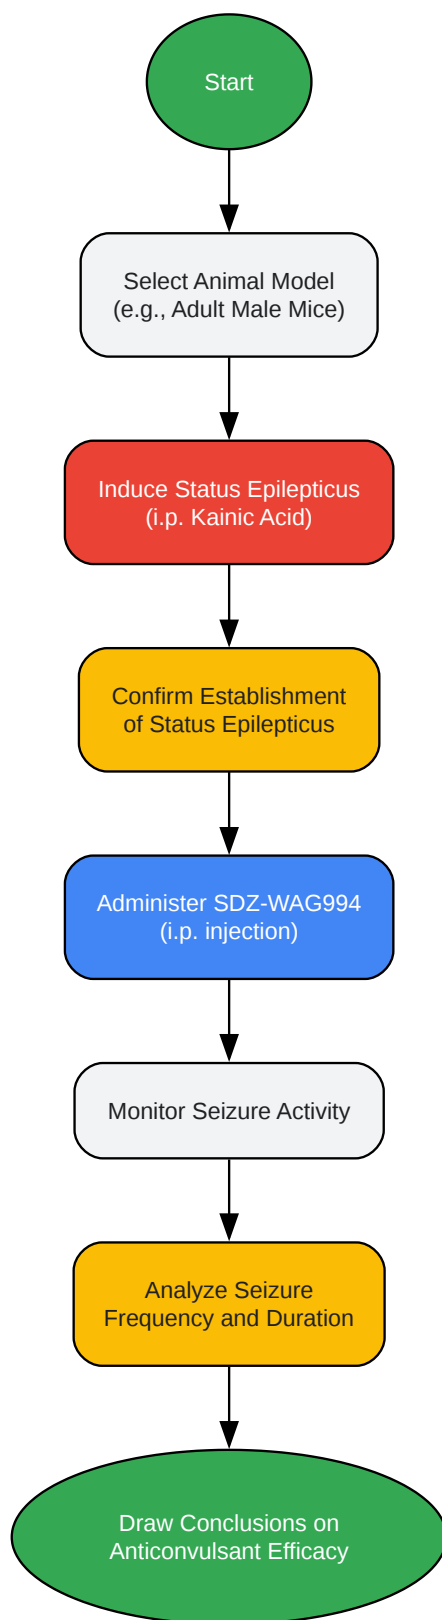 Start
Select Animal Model
(e.g., Adult Male Mice)
Induce Status Epilepticus
(i.p. Kainic Acid)
Confirm Establishment
of Status Epilepticus
Administer SDZ-WAG994
(i.p. injection)
Monitor Seizure Activity
Analyze Seizure
Frequency and Duration
Draw Conclusions on
Anticonvulsant Efficacy